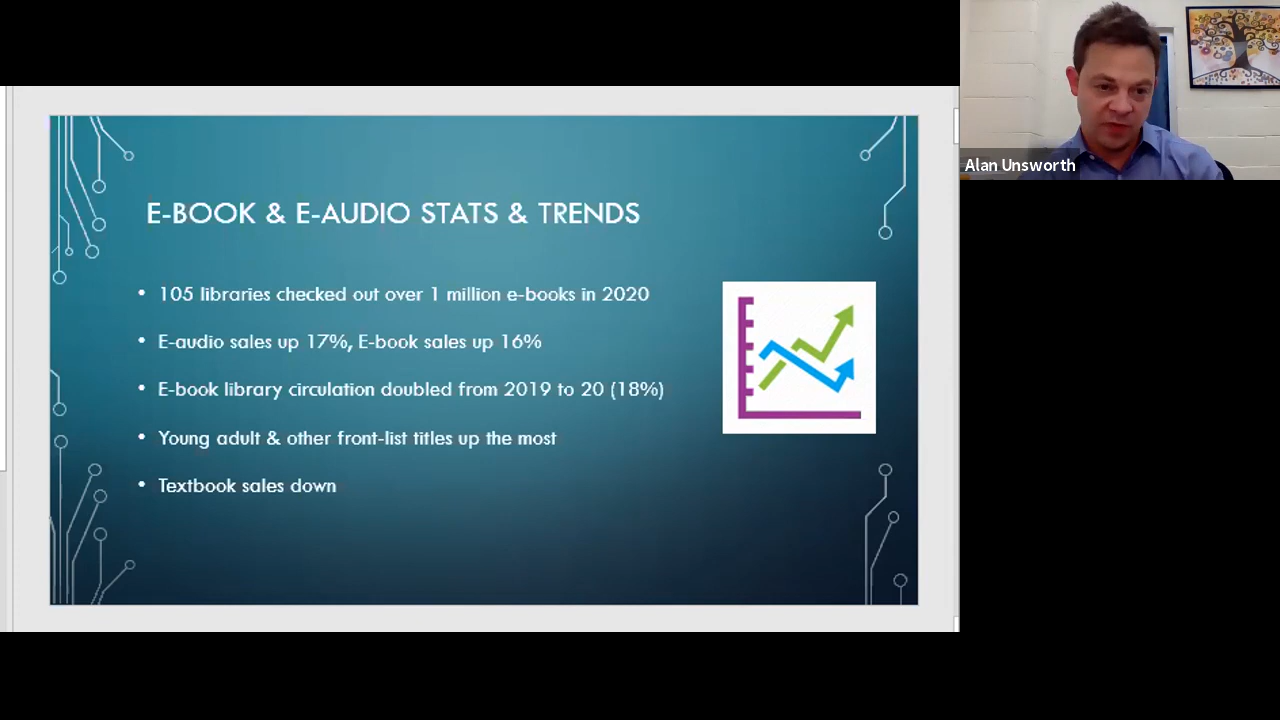 E-BOOK & E-AUDIO STATS & TRENDS
• 105 libraries checked out over 1 million e-books in 2020
• E-audio sales up 17%, E-book sales up 16%
• E-book library circulation doubled from 2019 to 20 (18%)
• Young adult & other front-list titles up the most
• Textbook sales down
Alan Unsworth